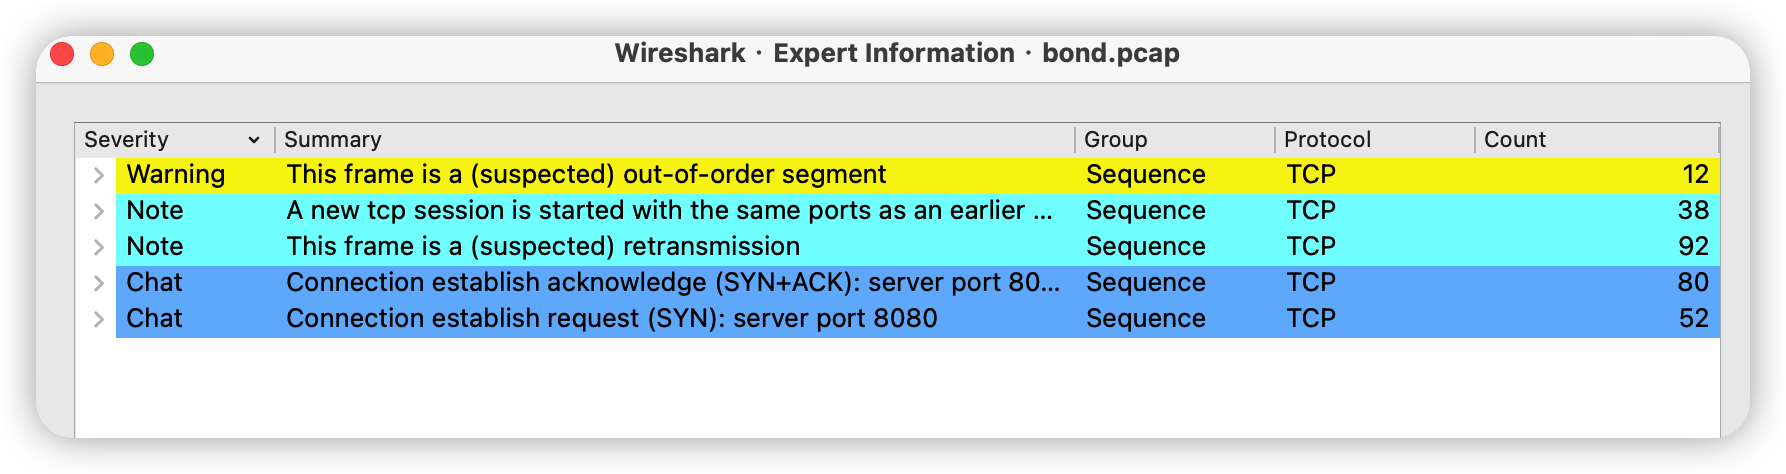 Wireshark · Expert Information · bond.pcap
Severity Summary Group Protocol Count
Warning This frame is a (suspected) out-of-order segment Sequence TCP 12
Note A new tcp session is started with the same ports as an earlier ... Sequence TCP 38
Note This frame is a (suspected) retransmission Sequence TCP 92
Chat Connection establish acknowledge (SYN+ACK): server port 80... Sequence TCP 80
Chat Connection establish request (SYN): server port 8080 Sequence TCP 52